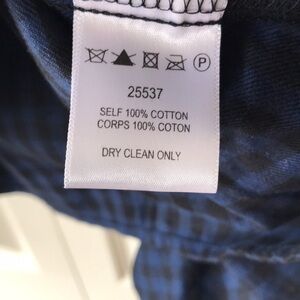 P
25537
SELF 100% COTTON
CORPS 100% COTON
DRY CLEAN ONLY